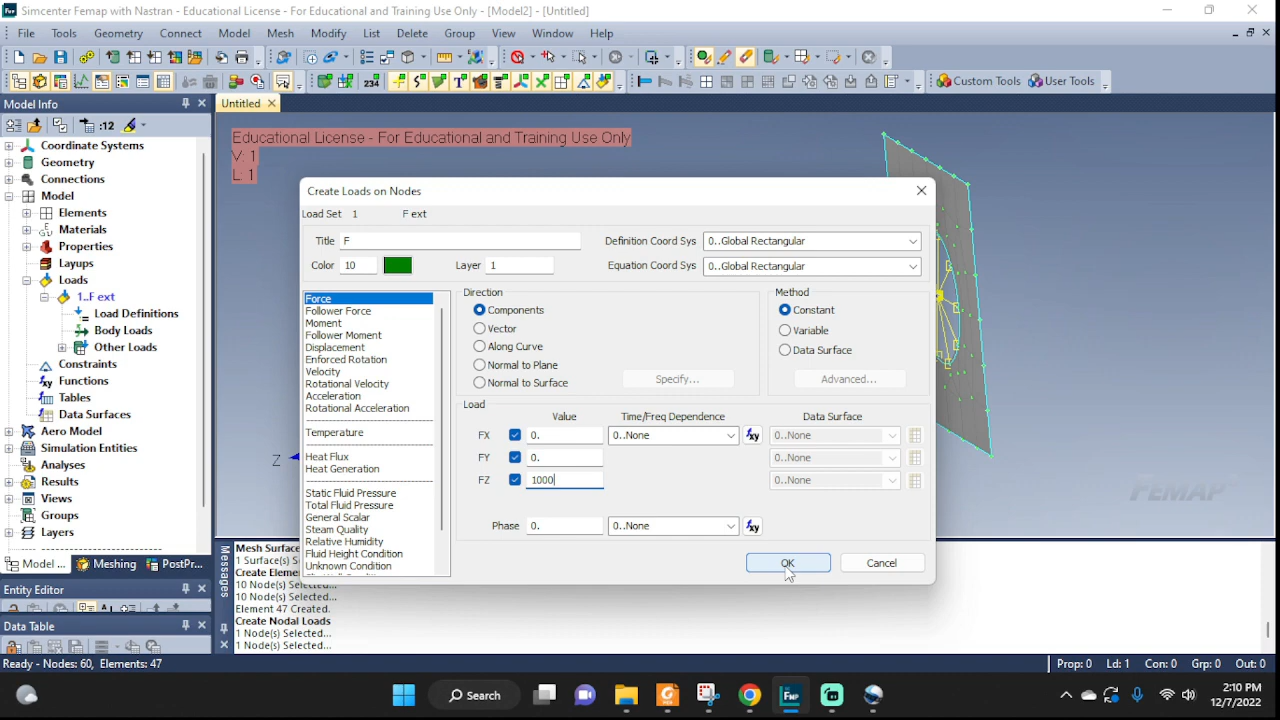 Simcenter Femap with Nastran - Educational License - For Educational and Training Use Only - [Model2] - [Untitled]
File Tools Geometry Connect Model Mesh Modify List Delete Group View Window Help
234
Custom Tools User Tools
Model Info
Untitled
:12
Coordinate Systems
Geometry
Connections
Model
Elements
Materials
Properties
Layups
Loads
1..F ext
Load Definitions
Body Loads
Other Loads
Constraints
Functions
Tables
Data Surfaces
Aero Model
Simulation Entities
Analyses
Results
Views
Groups
Layers
Model ... Meshing PostPr...
Entity Editor
Data Table
Educational License - For Educational and Training Use Only
V: 1
L: 1
Z
FEMAP
Create Loads on Nodes
Load Set 1 F ext
Title F Definition Coord Sys 0..Global Rectangular
Color 10 Layer 1 Equation Coord Sys 0..Global Rectangular
Force
Follower Force
Moment
Follower Moment
Displacement
Enforced Rotation
Velocity
Rotational Velocity
Acceleration
Rotational Acceleration
Temperature
Heat Flux
Heat Generation
Static Fluid Pressure
Total Fluid Pressure
General Scalar
Steam Quality
Relative Humidity
Fluid Height Condition
Unknown Condition
Direction
Components
Vector
Along Curve
Normal to Plane
Normal to Surface
Specify...
Method
Constant
Variable
Data Surface
Advanced...
Load
Value Time/Freq Dependence Data Surface
FX 0. 0..None 0..None
FY 0. 0..None
FZ 1000 0..None
Phase 0. 0..None
OK Cancel
Messages
Mesh Surface
1 Surface(s) S
Create Eleme
10 Node(s) Selected...
10 Node(s) Selected...
Element 47 Created.
Create Nodal Loads
1 Node(s) Selected...
1 Node(s) Selected...
Ready - Nodes: 60, Elements: 47
Prop: 0 Ld: 1 Con: 0 Grp: 0 Out: 0
Search
2:10 PM
12/7/2022